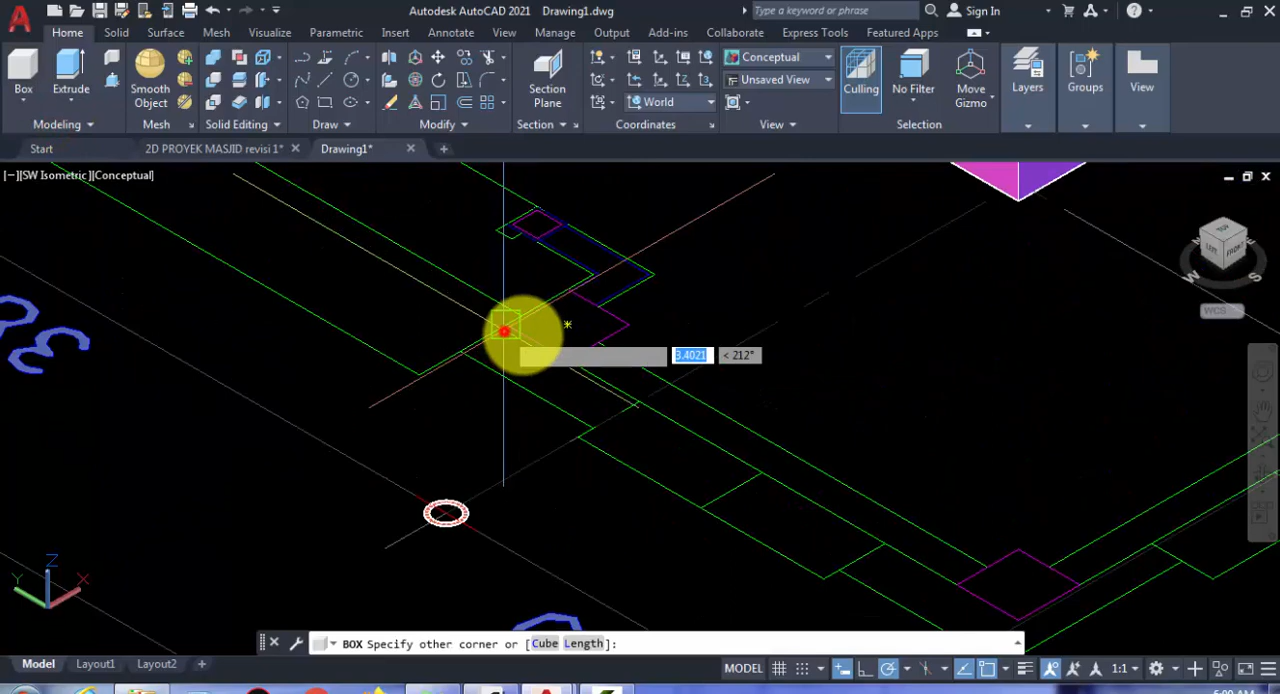 Autodesk AutoCAD 2021 Drawing1.dwg
Type a keyword or phrase
Sign In
Home Solid Surface Mesh Visualize Parametric Insert Annotate View Manage Output Add-ins Collaborate Express Tools Featured Apps
Box
Extrude
Smooth
Object
Section
Plane
Conceptual
Unsaved View
World
Culling
No Filter
Move
Gizmo
Layers
Groups
View
Modeling
Mesh
Solid Editing
Draw
Modify
Section
Coordinates
View
Selection
Start
2D PROYEK MASJID revisi 1*
Drawing1*
[−][SW Isometric][Conceptual]
TOP
LEFT
FRONT
W
S
WCS
3.4021
< 212°
Z
Y
X
BOX Specify other corner or [Cube Length]:
Model Layout1 Layout2 +
MODEL
1:1